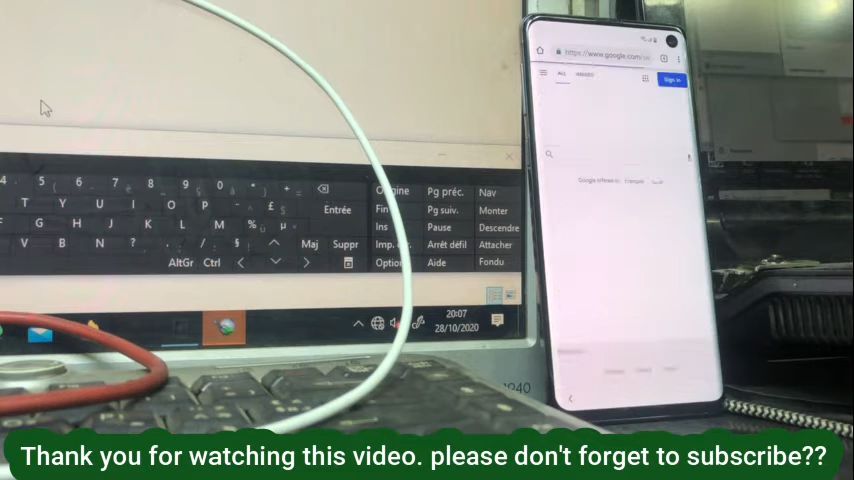 https://www.google.com/
ALL IMAGES
Sign in
Google offered in: Français
4 5 ( 6 - 7 8 _ 9 0 ° ) + =
T Y U I O P ¨ ^ £ $ Entrée
F G H J K L M % µ *
V B N ? . / § Maj Suppr
AltGr Ctrl
Origine Pg préc. Nav
Fin Pg suiv. Monter
Ins Pause Descendre
Imp. Arrêt défil Attacher
Option Aide Fondu
20:07
28/10/2020
Thank you for watching this video. please don't forget to subscribe??